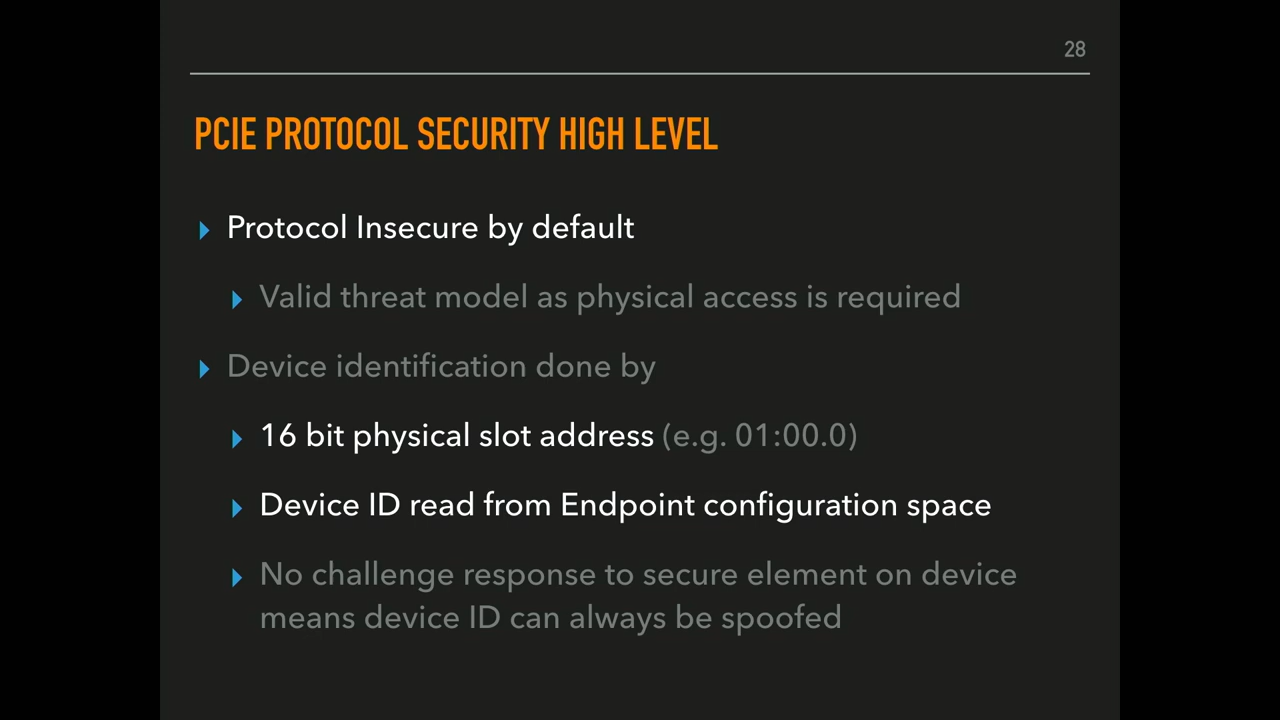 28
PCIE PROTOCOL SECURITY HIGH LEVEL
Protocol Insecure by default
Valid threat model as physical access is required
Device identification done by
16 bit physical slot address (e.g. 01:00.0)
Device ID read from Endpoint configuration space
No challenge response to secure element on device
means device ID can always be spoofed